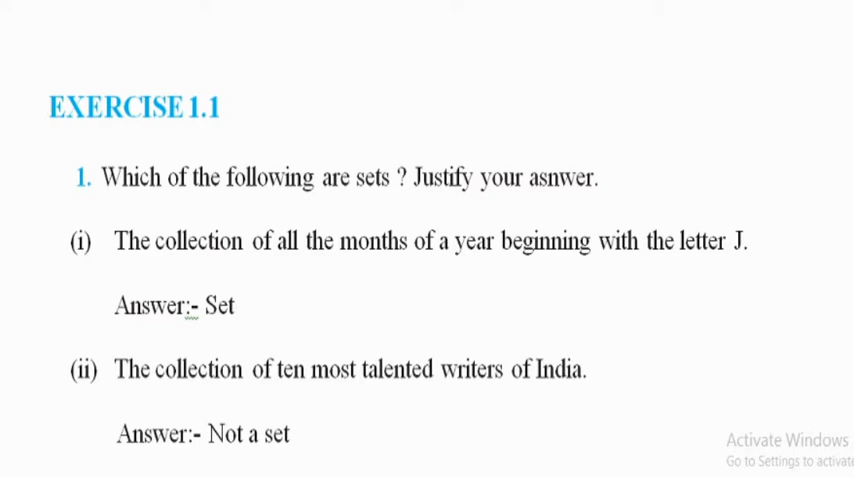 EXERCISE 1.1
1. Which of the following are sets ? Justify your asnwer.
(i) The collection of all the months of a year beginning with the letter J.
Answer:- Set
(ii) The collection of ten most talented writers of India.
Answer:- Not a set
Activate Windows
Go to Settings to activate